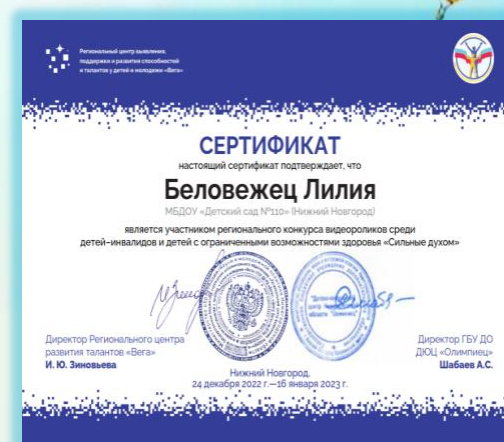 Региональный центр выявления,
поддержки и развития способностей
и талантов у детей и молодежи «Вега»
СЕРТИФИКАТ
настоящий сертификат подтверждает, что
Беловежец Лилия
МБДОУ «Детский сад №110» (Нижний Новгород)
является участником регионального конкурса видеороликов среди
детей-инвалидов и детей с ограниченными возможностями здоровья «Сильные духом»
Директор Регионального центра
развития талантов «Вега»
И. Ю. Зиновьева
Директор ГБУ ДО
ДЮЦ «Олимпиец»
Шабаев А.С.
Нижний Новгород,
24 декабря 2022 г.—16 января 2023 г.